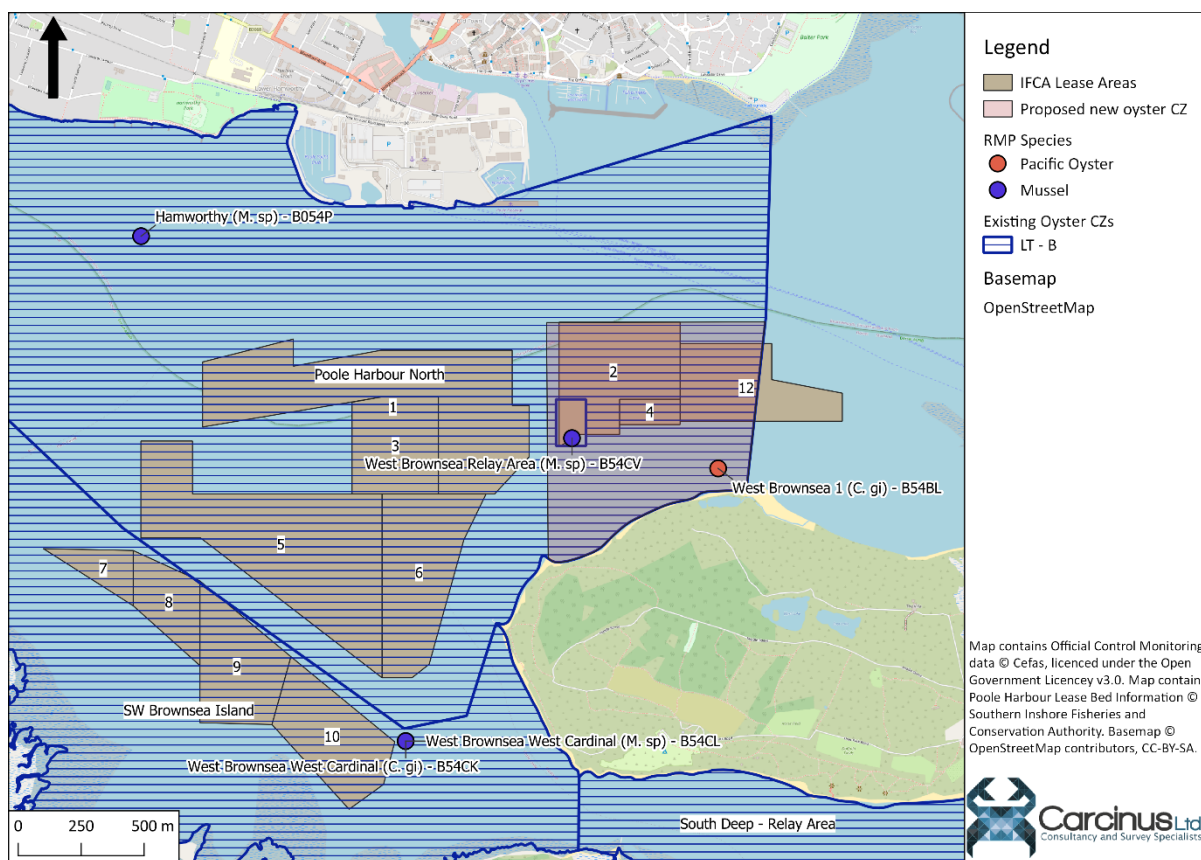 Hamworthy (M. sp) - B054P
Poole Harbour North
1
2
12
4
3
West Brownsea Relay Area (M. sp) - B54CV
West Brownsea 1 (C. gi) - B54BL
5
6
7
8
9
SW Brownsea Island
10
West Brownsea West Cardinal (M. sp) - B54CL
West Brownsea West Cardinal (C. gi) - B54CK
South Deep - Relay Area
0 250 500 m
Legend
IFCA Lease Areas
Proposed new oyster CZ
RMP Species
Pacific Oyster
Mussel
Existing Oyster CZs
LT - B
Basemap
OpenStreetMap
Map contains Official Control Monitoring
data © Cefas, licenced under the Open
Government Licencey v3.0. Map contain
Poole Harbour Lease Bed Information ©
Southern Inshore Fisheries and
Conservation Authority. Basemap ©
OpenStreetMap contributors, CC-BY-SA.
Carcinus Ltd
Consultancy and Survey Specialists